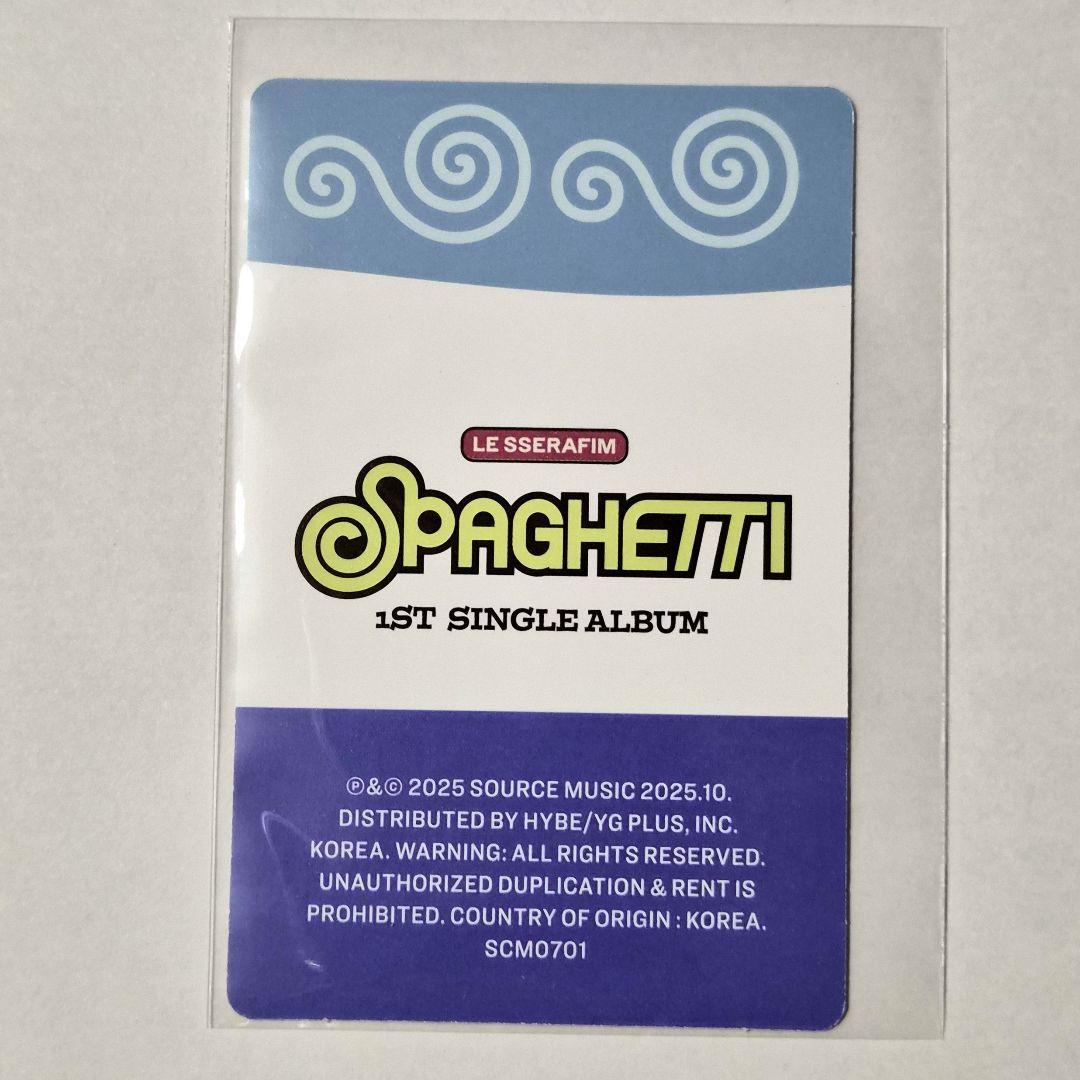 LE SSERAFIM
SPAGHETTI
1ST SINGLE ALBUM
℗&© 2025 SOURCE MUSIC 2025.10.
DISTRIBUTED BY HYBE/YG PLUS, INC.
KOREA. WARNING: ALL RIGHTS RESERVED.
UNAUTHORIZED DUPLICATION & RENT IS
PROHIBITED. COUNTRY OF ORIGIN : KOREA.
SCM0701